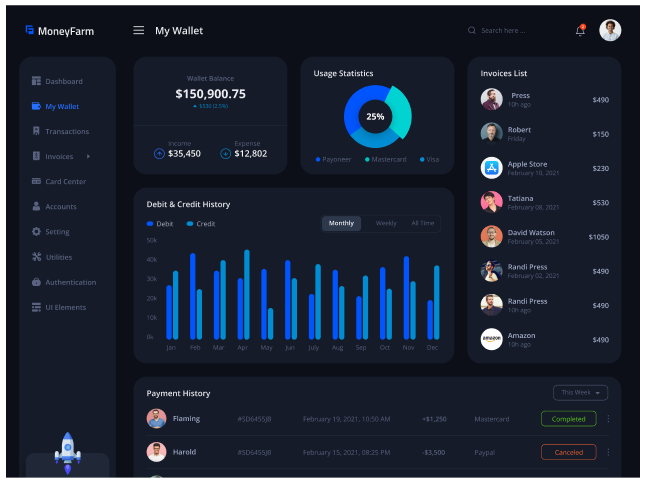 MoneyFarm
My Wallet
Search here ...
Dashboard
My Wallet
Transactions
Invoices
Card Center
Accounts
Setting
Utilities
Authentication
UI Elements
Wallet Balance
$150,900.75
$530 (2.5%)
Income
$35,450
Expense
$12,802
Usage Statistics
25%
Payoneer
Mastercard
Visa
Invoices List
Press
10h ago
$490
Robert
Friday
$150
Apple Store
February 10, 2021
$230
Tatiana
February 08, 2021
$530
David Watson
February 05, 2021
$1050
Randi Press
February 02, 2021
$490
Randi Press
10h ago
$490
amazon
Amazon
10h ago
$490
Debit & Credit History
Debit
Credit
Monthly
Weekly
All Time
50k
40k
30k
20k
10k
0k
Jan Feb Mar Apr May Jun July Aug Sep Oct Nov Dec
Payment History
This Week
Flaming #SD6455JB February 19, 2021, 10:50 AM +$1,250 Mastercard Completed
Harold #SD6455JB February 15, 2021, 08:25 PM -$3,500 Paypal Canceled